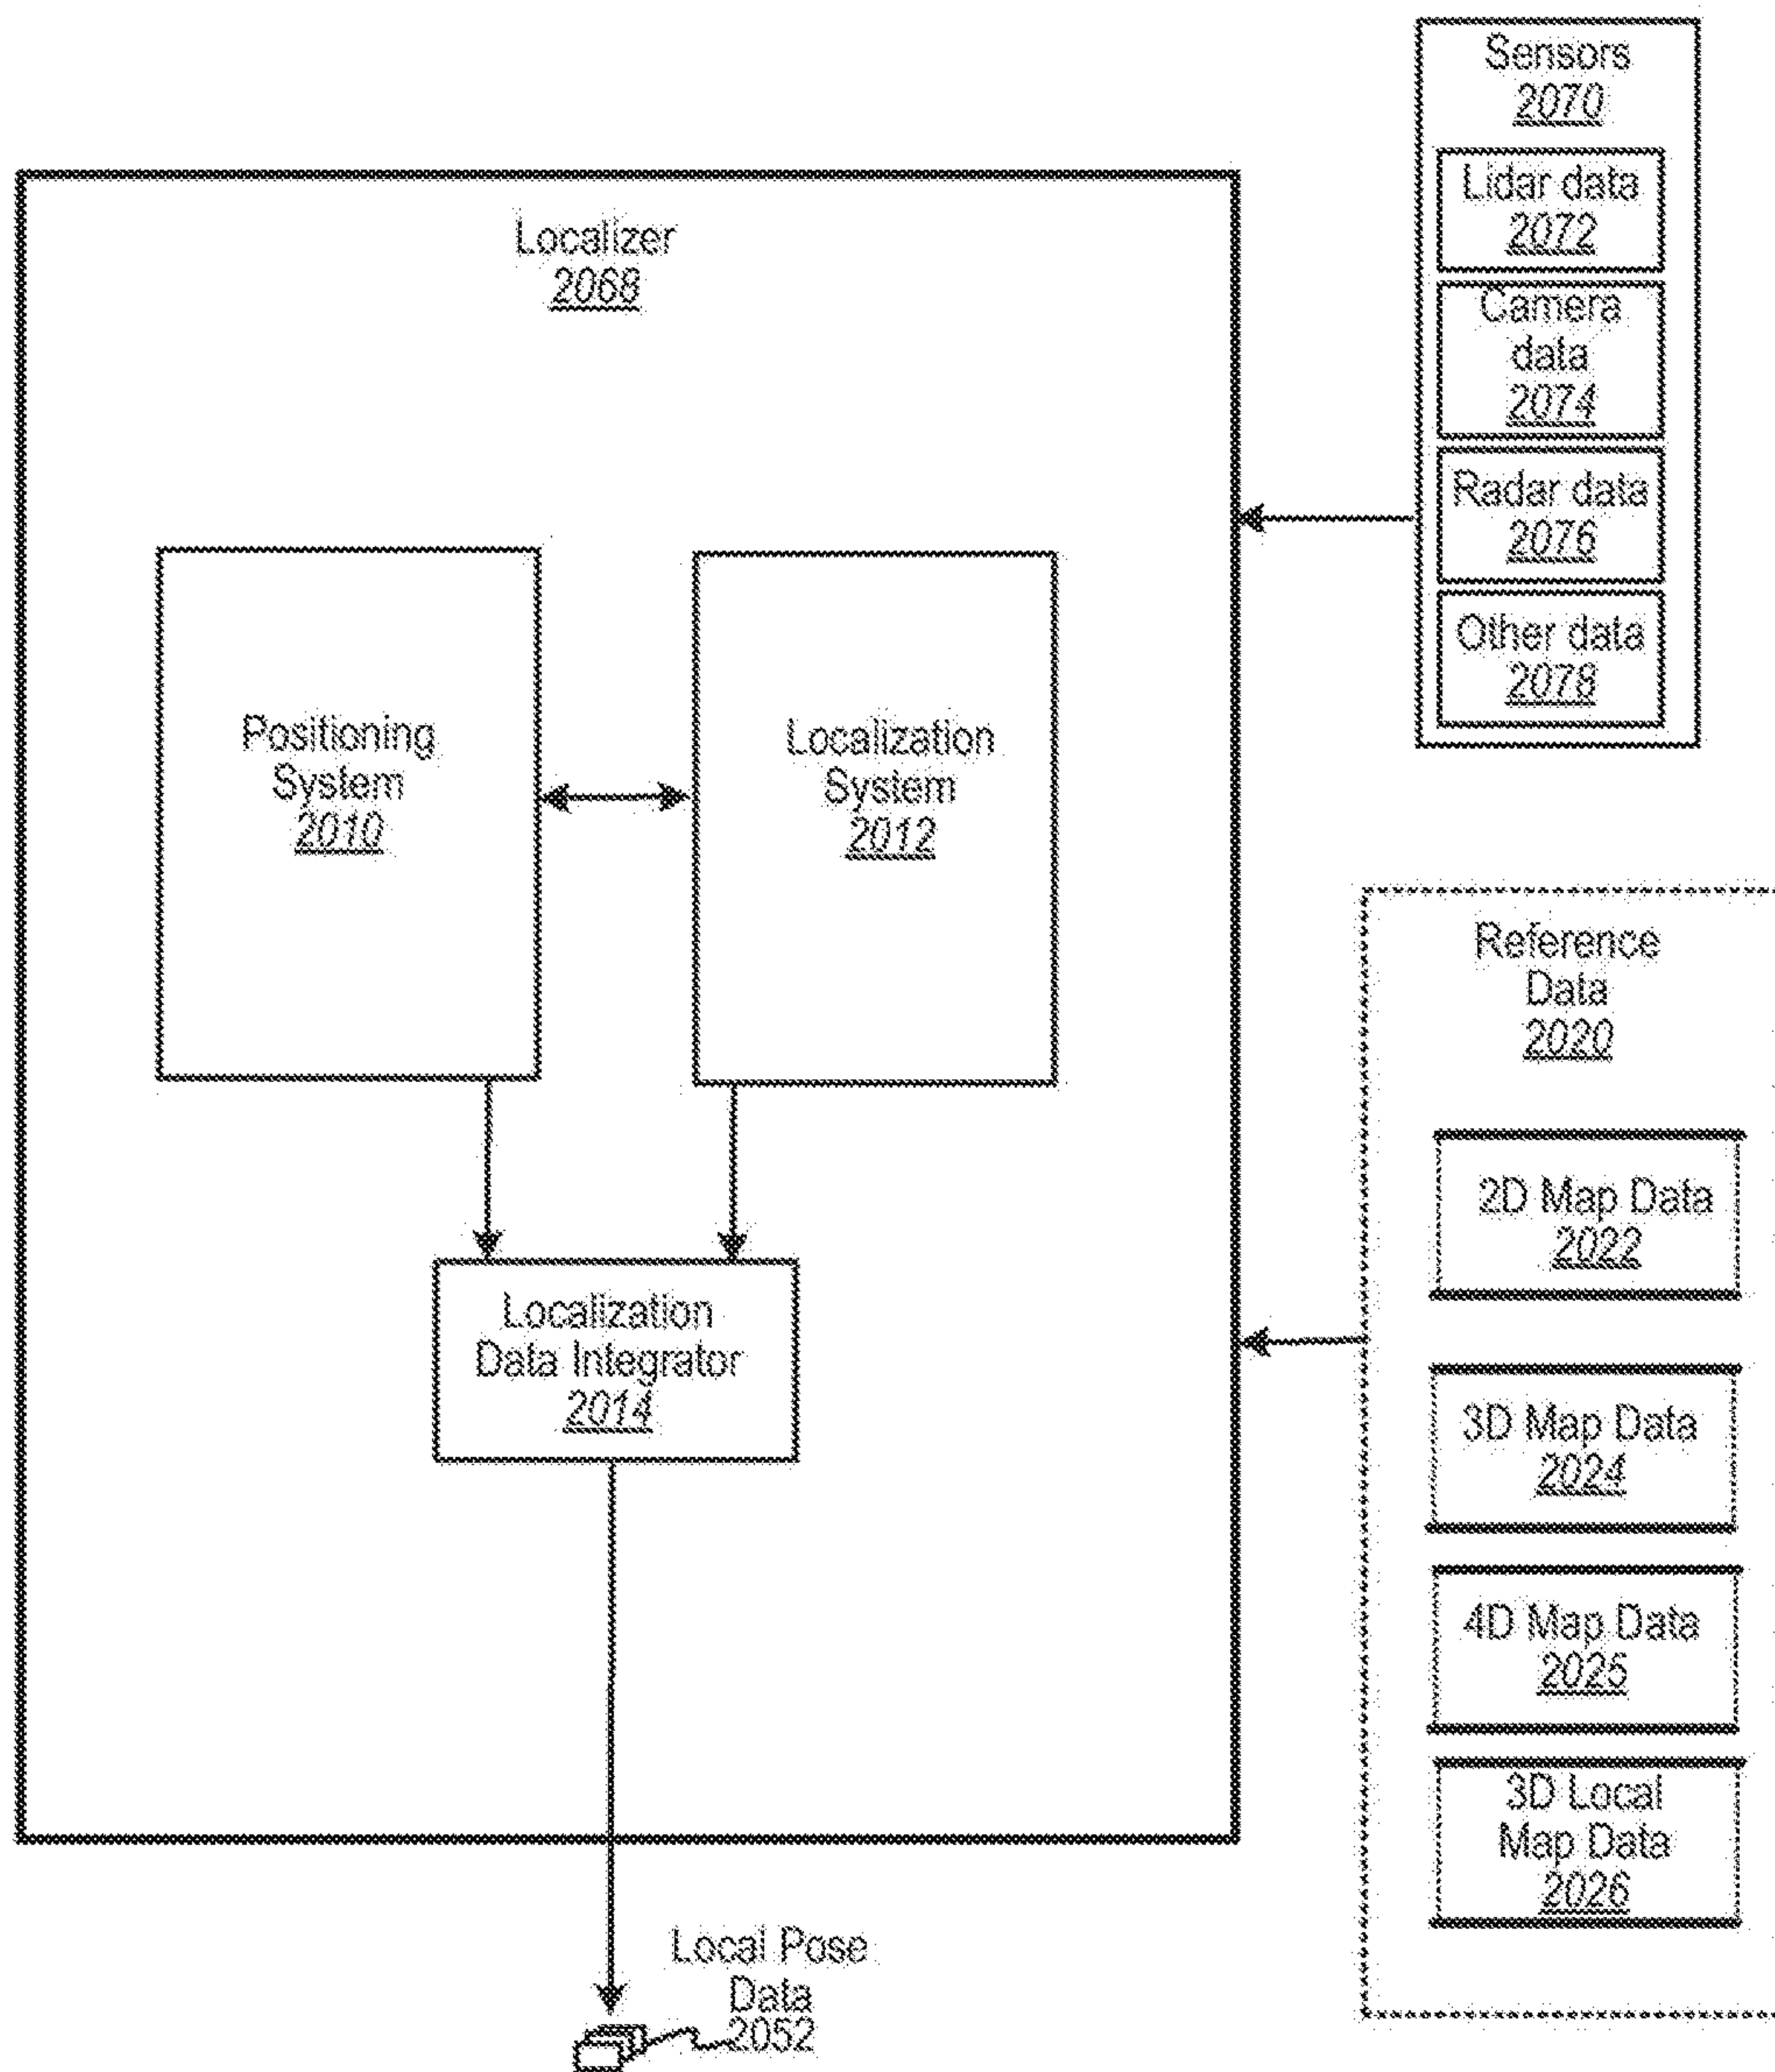 Sensors
2070
Lidar data
2072
Camera
data
2074
Radar data
2076
Other data
2078
Localizer
2068
Positioning
System
2010
Localization
System
2012
Localization
Data Integrator
2014
Reference
Data
2020
2D Map Data
2022
3D Map Data
2024
4D Map Data
2025
3D Local
Map Data
2026
Local Pose
Data
2052